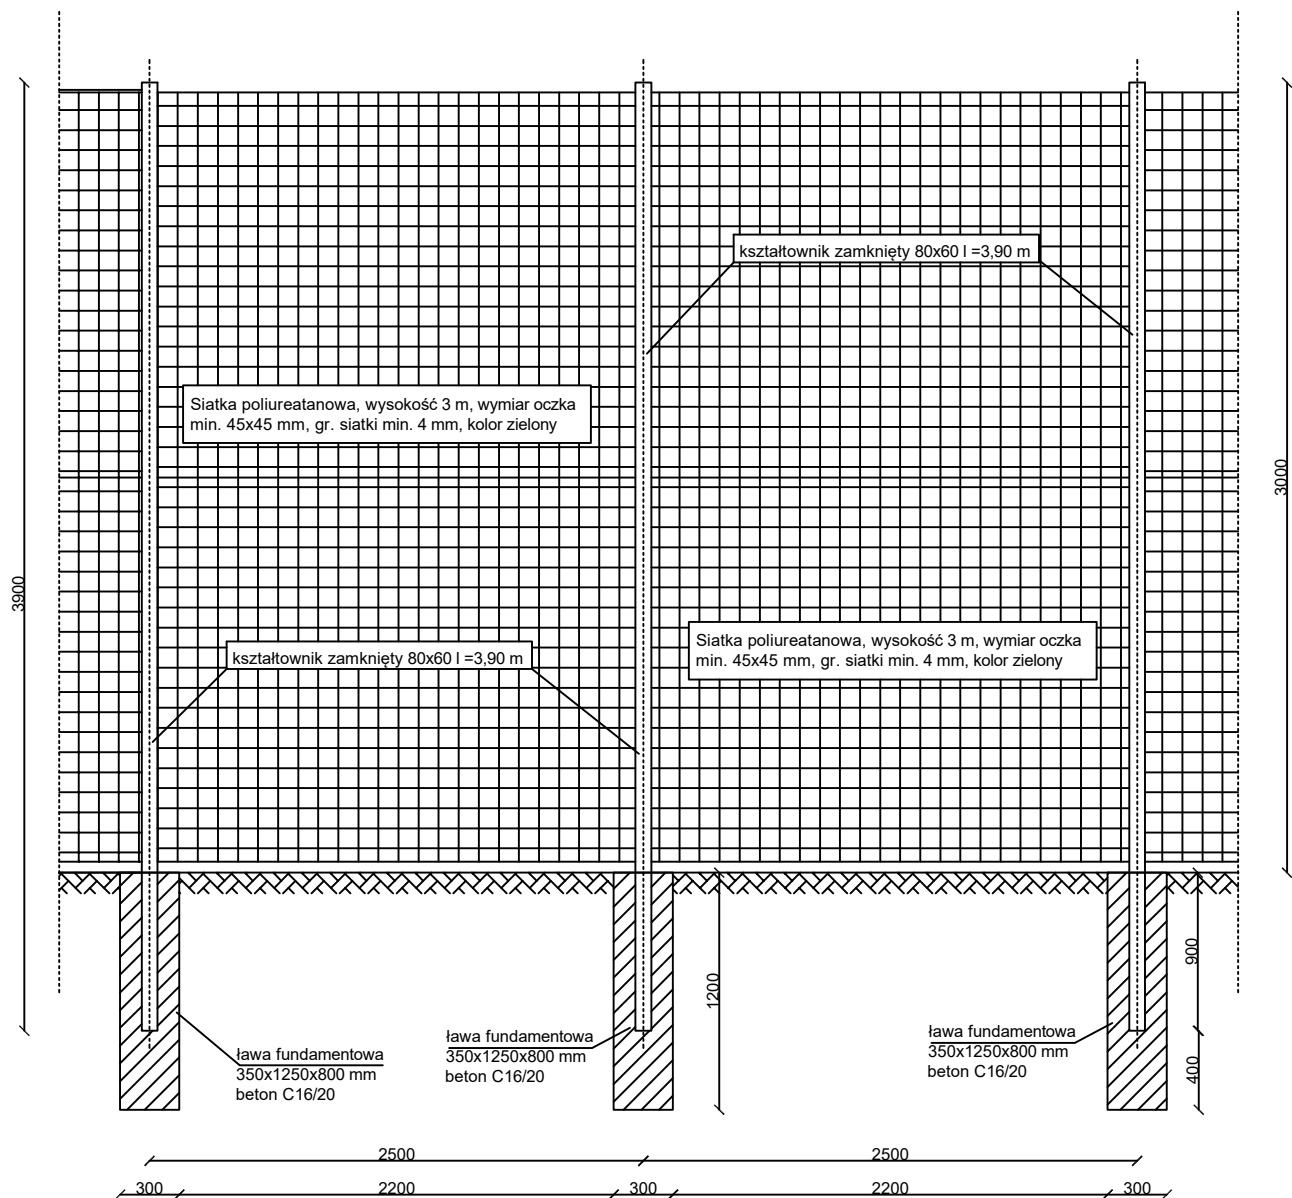 kształtownik zamknięty 80x60 l =3,90 m
Siatka poliureatanowa, wysokość 3 m, wymiar oczka
min. 45x45 mm, gr. siatki min. 4 mm, kolor zielony
3000
3900
Siatka poliureatanowa, wysokość 3 m, wymiar oczka
min. 45x45 mm, gr. siatki min. 4 mm, kolor zielony
kształtownik zamknięty 80x60 l =3,90 m
900
1200
ława fundamentowa
350x1250x800 mm
beton C16/20
ława fundamentowa
350x1250x800 mm
beton C16/20
ława fundamentowa
350x1250x800 mm
beton C16/20
400
2500
2500
300
2200
300
2200
300